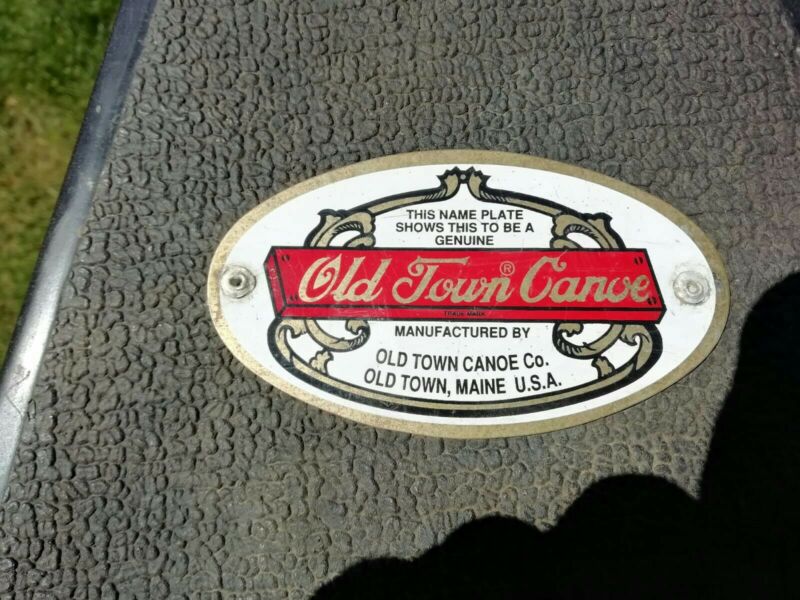 THIS NAME PLATE
SHOWS THIS TO BE A
GENUINE
Old Town® Canoe
TRADE MARK
MANUFACTURED BY
OLD TOWN CANOE Co.
OLD TOWN, MAINE U.S.A.